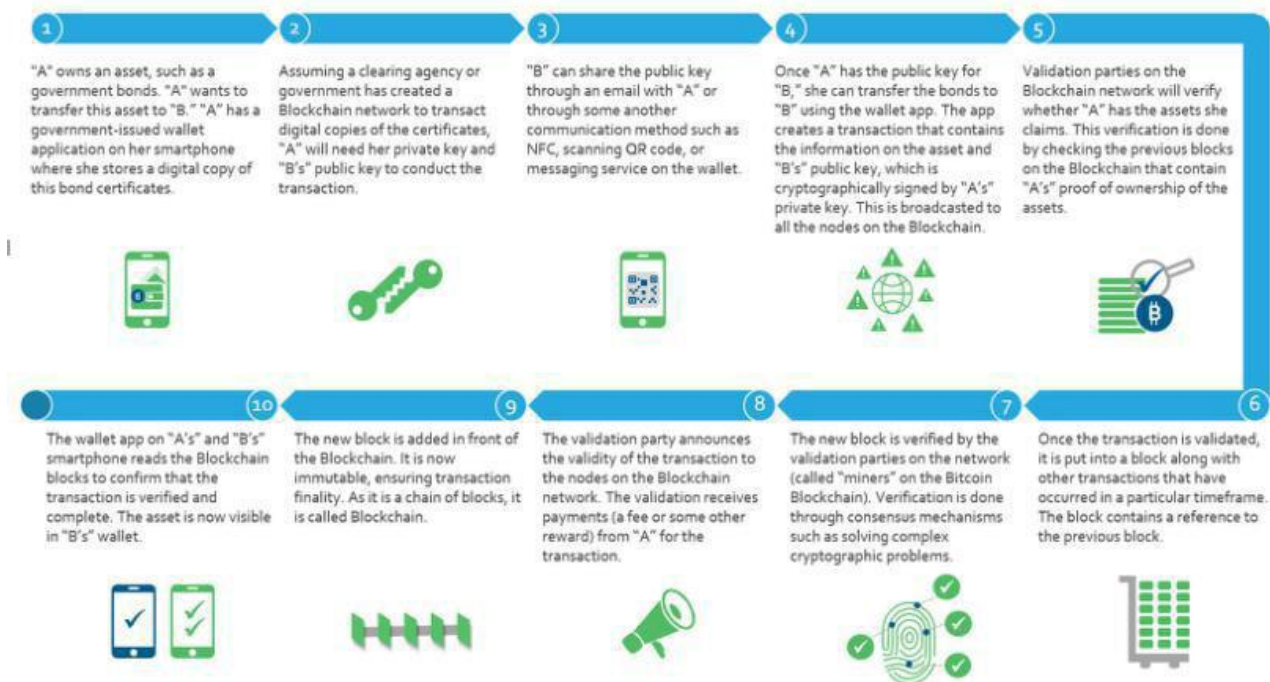 1
"A" owns an asset, such as a
government bonds. "A" wants to
transfer this asset to "B." "A" has a
government-issued wallet
application on her smartphone
where she stores a digital copy of
this bond certificates.
2
Assuming a clearing agency or
government has created a
Blockchain network to transact
digital copies of the certificates,
"A" will need her private key and
"B's" public key to conduct the
transaction.
3
"B" can share the public key
through an email with "A" or
through some another
communication method such as
NFC, scanning QR code, or
messaging service on the wallet.
4
Once "A" has the public key for
"B," she can transfer the bonds to
"B" using the wallet app. The app
creates a transaction that contains
the information on the asset and
"B's" public key, which is
cryptographically signed by "A's"
private key. This is broadcasted to
all the nodes on the Blockchain.
5
Validation parties on the
Blockchain network will verify
whether "A" has the assets she
claims. This verification is done
by checking the previous blocks
on the Blockchain that contain
"A's" proof of ownership of the
assets.
6
Once the transaction is validated,
it is put into a block along with
other transactions that have
occurred in a particular timeframe.
The block contains a reference to
the previous block.
7
The new block is verified by the
validation parties on the network
(called "miners" on the Bitcoin
Blockchain). Verification is done
through consensus mechanisms
such as solving complex
cryptographic problems.
8
The validation party announces
the validity of the transaction to
the nodes on the Blockchain
network. The validation receives
payments (a fee or some other
reward) from "A" for the
transaction.
9
The new block is added in front of
the Blockchain. It is now
immutable, ensuring transaction
finality. As it is a chain of blocks, it
is called Blockchain.
10
The wallet app on "A's" and "B's"
smartphone reads the Blockchain
blocks to confirm that the
transaction is verified and
complete. The asset is now visible
in "B's" wallet.